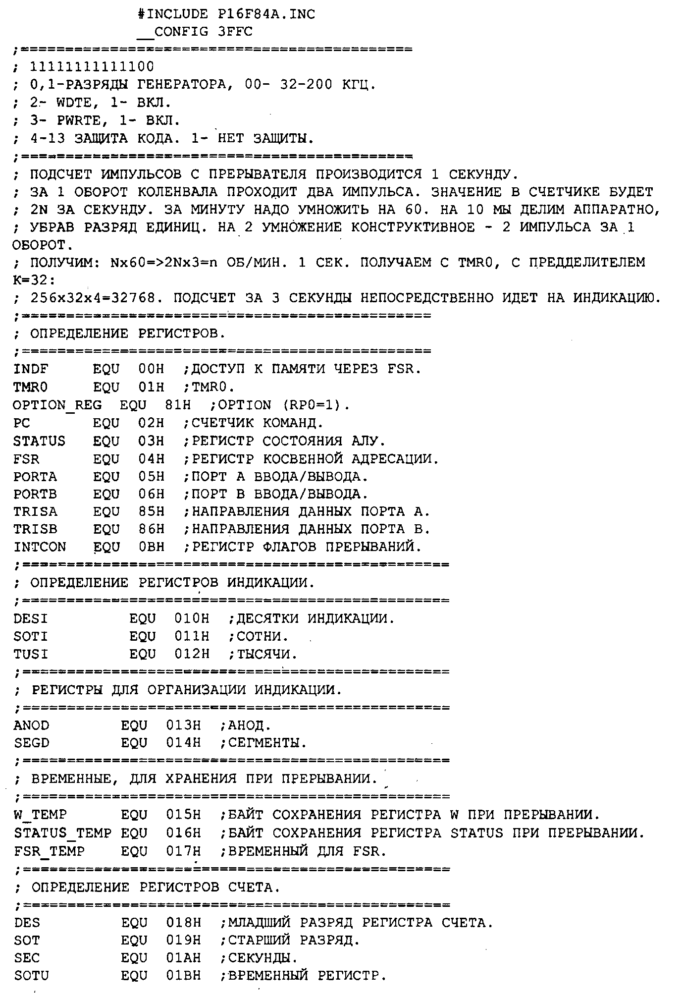 #INCLUDE P16F84A.INC
__CONFIG 3FFC
;============================================
; 11111111111100
; 0,1-РАЗРЯДЫ ГЕНЕРАТОРА, 00- 32-200 КГЦ.
; 2- WDTE, 1- ВКЛ.
; 3- PWRTE, 1- ВКЛ.
; 4-13 ЗАЩИТА КОДА. 1- НЕТ ЗАЩИТЫ.
;============================================
; ПОДСЧЕТ ИМПУЛЬСОВ С ПРЕРЫВАТЕЛЯ ПРОИЗВОДИТСЯ 1 СЕКУНДУ.
; ЗА 1 ОБОРОТ КОЛЕНВАЛА ПРОХОДИТ ДВА ИМПУЛЬСА. ЗНАЧЕНИЕ В СЧЕТЧИКЕ БУДЕТ
; 2N ЗА СЕКУНДУ. ЗА МИНУТУ НАДО УМНОЖИТЬ НА 60. НА 10 МЫ ДЕЛИМ АППАРАТНО,
; УБРАВ РАЗРЯД ЕДИНИЦ. НА 2 УМНОЖЕНИЕ КОНСТРУКТИВНОЕ - 2 ИМПУЛЬСА ЗА 1
ОБОРОТ.
; ПОЛУЧИМ: Nx60=>2Nx3=n ОБ/МИН. 1 СЕК. ПОЛУЧАЕМ С TMR0, С ПРЕДДЕЛИТЕЛЕМ
К=32:
; 256x32x4=32768. ПОДСЧЕТ ЗА 3 СЕКУНДЫ НЕПОСРЕДСТВЕННО ИДЕТ НА ИНДИКАЦИЮ.
;==============================================
; ОПРЕДЕЛЕНИЕ РЕГИСТРОВ.
;==============================================
INDF EQU 00H ;ДОСТУП К ПАМЯТИ ЧЕРЕЗ FSR.
TMR0 EQU 01H ;TMR0.
OPTION_REG EQU 81H ;OPTION (RP0=1).
PC EQU 02H ;СЧЕТЧИК КОМАНД.
STATUS EQU 03H ;РЕГИСТР СОСТОЯНИЯ АЛУ.
FSR EQU 04H ;РЕГИСТР КОСВЕННОЙ АДРЕСАЦИИ.
PORTA EQU 05H ;ПОРТ А ВВОДА/ВЫВОДА.
PORTB EQU 06H ;ПОРТ В ВВОДА/ВЫВОДА.
TRISA EQU 85H ;НАПРАВЛЕНИЯ ДАННЫХ ПОРТА А.
TRISB EQU 86H ;НАПРАВЛЕНИЯ ДАННЫХ ПОРТА В.
INTCON EQU 0BH ;РЕГИСТР ФЛАГОВ ПРЕРЫВАНИЙ.
;================================================
; ОПРЕДЕЛЕНИЕ РЕГИСТРОВ ИНДИКАЦИИ.
;================================================
DESI EQU 010H ;ДЕСЯТКИ ИНДИКАЦИИ.
SOTI EQU 011H ;СОТНИ.
TUSI EQU 012H ;ТЫСЯЧИ.
;================================================
; РЕГИСТРЫ ДЛЯ ОРГАНИЗАЦИИ ИНДИКАЦИИ.
;================================================
ANOD EQU 013H ;АНОД.
SEGD EQU 014H ;СЕГМЕНТЫ.
;================================================
; ВРЕМЕННЫЕ, ДЛЯ ХРАНЕНИЯ ПРИ ПРЕРЫВАНИИ.
;================================================
W_TEMP EQU 015H ;БАЙТ СОХРАНЕНИЯ РЕГИСТРА W ПРИ ПРЕРЫВАНИИ.
STATUS_TEMP EQU 016H ;БАЙТ СОХРАНЕНИЯ РЕГИСТРА STATUS ПРИ ПРЕРЫВАНИИ.
FSR_TEMP EQU 017H ;ВРЕМЕННЫЙ ДЛЯ FSR.
;================================================
; ОПРЕДЕЛЕНИЕ РЕГИСТРОВ СЧЕТА.
;================================================
DES EQU 018H ;МЛАДШИЙ РАЗРЯД РЕГИСТРА СЧЕТА.
SOT EQU 019H ;СТАРШИЙ РАЗРЯД.
SEC EQU 01AH ;СЕКУНДЫ.
SOTU EQU 01BH ;ВРЕМЕННЫЙ РЕГИСТР.